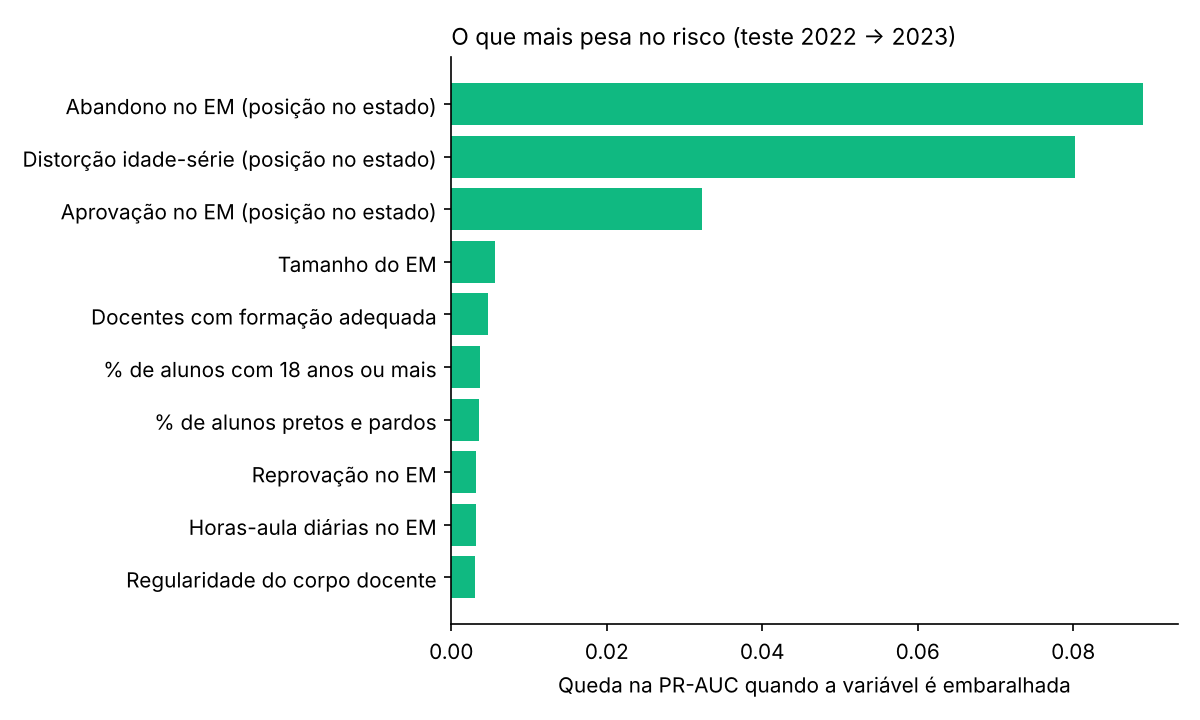 O que mais pesa no risco (teste 2022 → 2023)
Abandono no EM (posição no estado)
Distorção idade-série (posição no estado)
Aprovação no EM (posição no estado)
Tamanho do EM
Docentes com formação adequada
% de alunos com 18 anos ou mais
% de alunos pretos e pardos
Reprovação no EM
Horas-aula diárias no EM
Regularidade do corpo docente
0.00 0.02 0.04 0.06 0.08
Queda na PR-AUC quando a variável é embaralhada